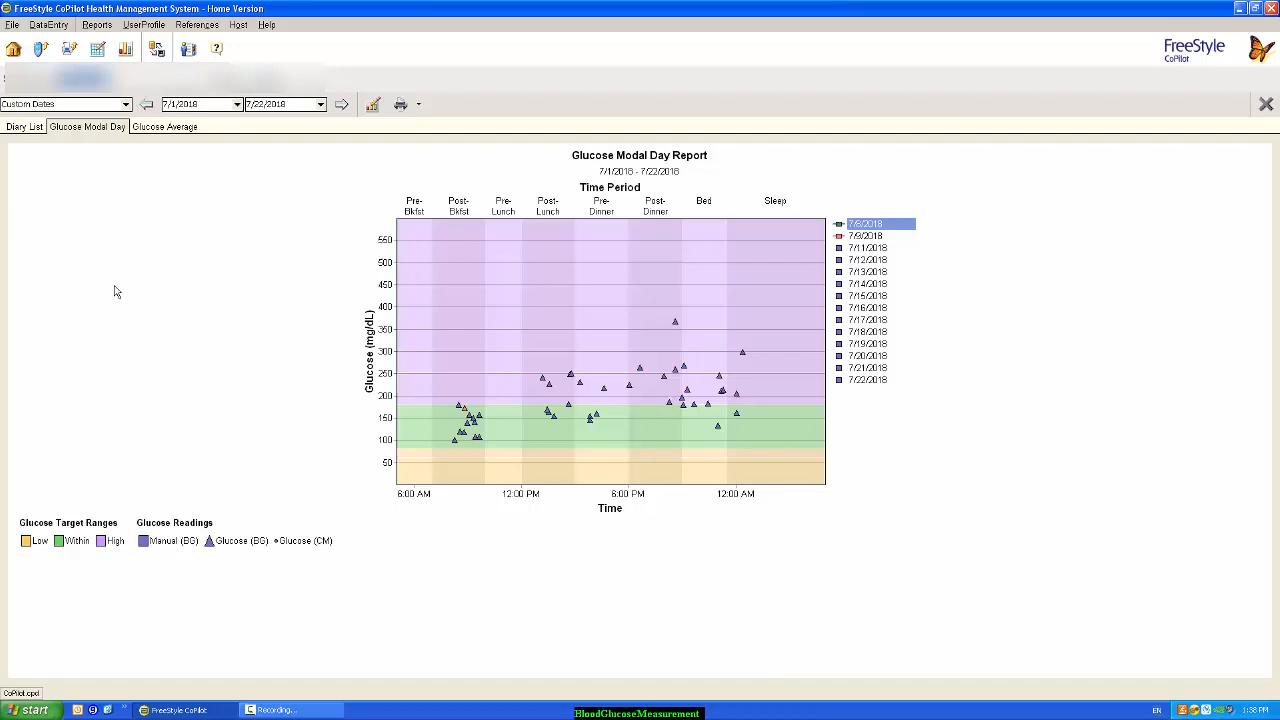 FreeStyle CoPilot Health Management System - Home Version
File DataEntry Reports UserProfile References Host Help
FreeStyle
CoPilot
Custom Dates 7/1/2018 7/22/2018
Diary List Glucose Modal Day Glucose Average
Glucose Modal Day Report
7/1/2018 - 7/22/2018
Time Period
Pre-Bkfst Post-Bkfst Pre-Lunch Post-Lunch Pre-Dinner Post-Dinner Bed Sleep
Glucose (mg/dL)
550
500
450
400
350
300
250
200
150
100
50
6:00 AM 12:00 PM 6:00 PM 12:00 AM
Time
7/8/2018
7/9/2018
7/11/2018
7/12/2018
7/13/2018
7/14/2018
7/15/2018
7/16/2018
7/17/2018
7/18/2018
7/19/2018
7/20/2018
7/21/2018
7/22/2018
Glucose Target Ranges Glucose Readings
Low Within High Manual (BG) Glucose (BG) Glucose (CM)
CoPilot.cpd
start FreeStyle CoPilot Recording... BloodGlucoseMeasurement EN 1:38 PM